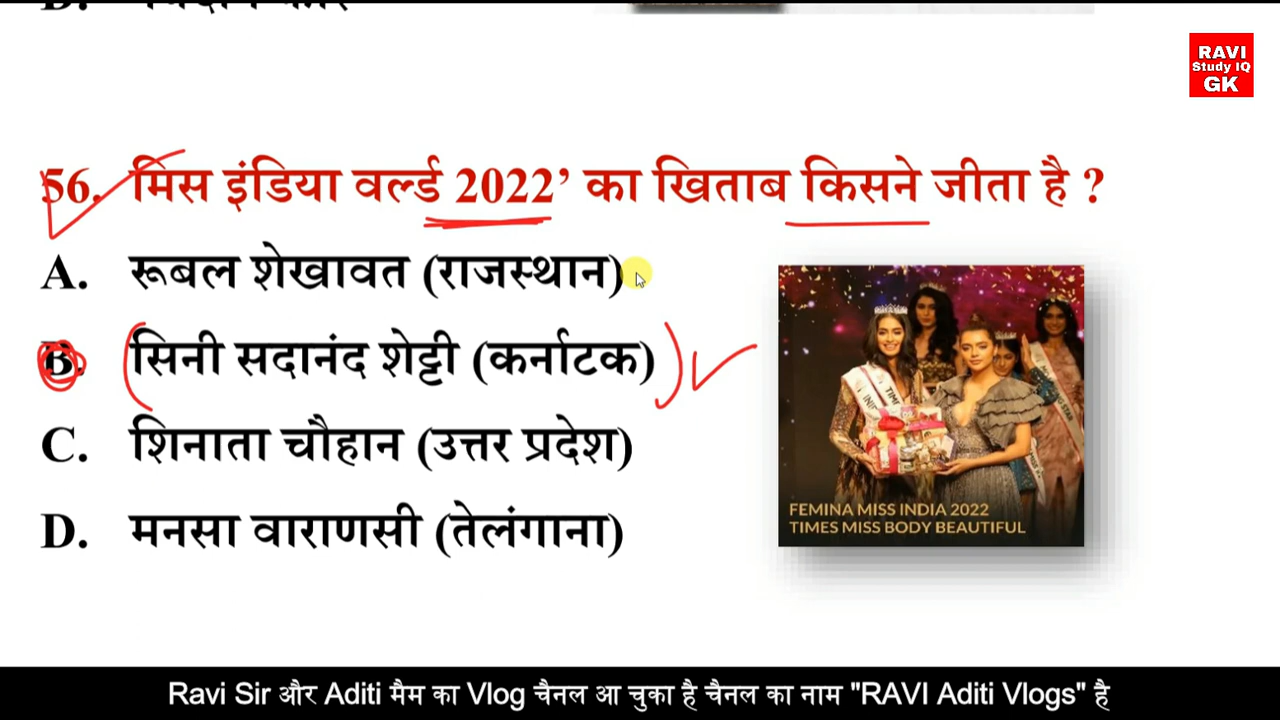 RAVI
Study IQ
GK
56. मिस इंडिया वर्ल्ड 2022’ का खिताब किसने जीता है ?
A. रूबल शेखावत (राजस्थान)
B. सिनी सदानंद शेट्टी (कर्नाटक)
C. शिनाता चौहान (उत्तर प्रदेश)
D. मनसा वाराणसी (तेलंगाना)
FEMINA MISS INDIA 2022
TIMES MISS BODY BEAUTIFUL
Ravi Sir और Aditi मैम का Vlog चैनल आ चुका है चैनल का नाम "RAVI Aditi Vlogs" है